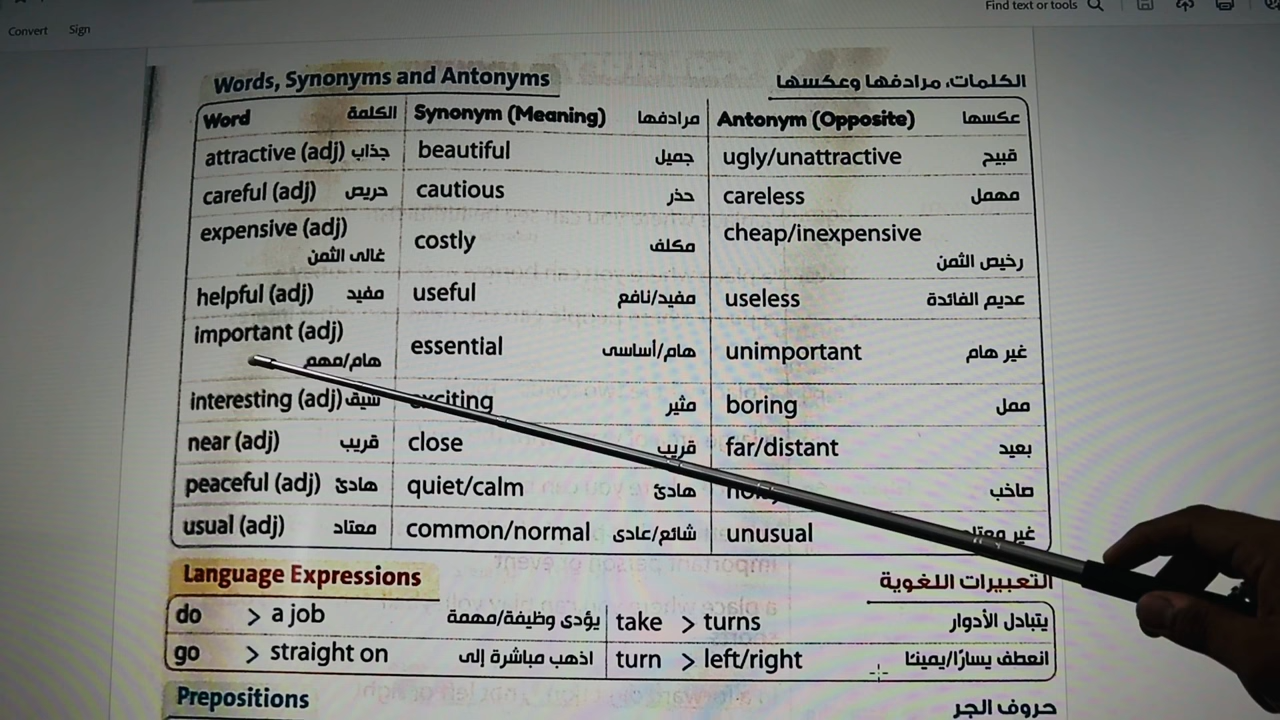 Find text or tools
Convert Sign
Words, Synonyms and Antonyms الكلمات، مرادفها وعكسها
Word الكلمة Synonym (Meaning) مرادفها Antonym (Opposite) عكسها
attractive (adj) جذاب beautiful جميل ugly/unattractive قبيح
careful (adj) حريص cautious حذر careless مهمل
expensive (adj) غالى الثمن costly مكلف cheap/inexpensive رخيص الثمن
helpful (adj) مفيد useful مفيد/نافع useless عديم الفائدة
important (adj) هام/مهم essential هام/أساسى unimportant غير هام
interesting (adj) شيق exciting مثير boring ممل
near (adj) قريب close قريب far/distant بعيد
peaceful (adj) هادئ quiet/calm هادئ noisy صاخب
usual (adj) معتاد common/normal شائع/عادى unusual غير معتاد
Language Expressions التعبيرات اللغوية
do > a job يؤدى وظيفة/مهمة take > turns يتبادل الأدوار
go > straight on اذهب مباشرة إلى turn > left/right انعطف يسارًا/يمينًا
Prepositions حروف الجر